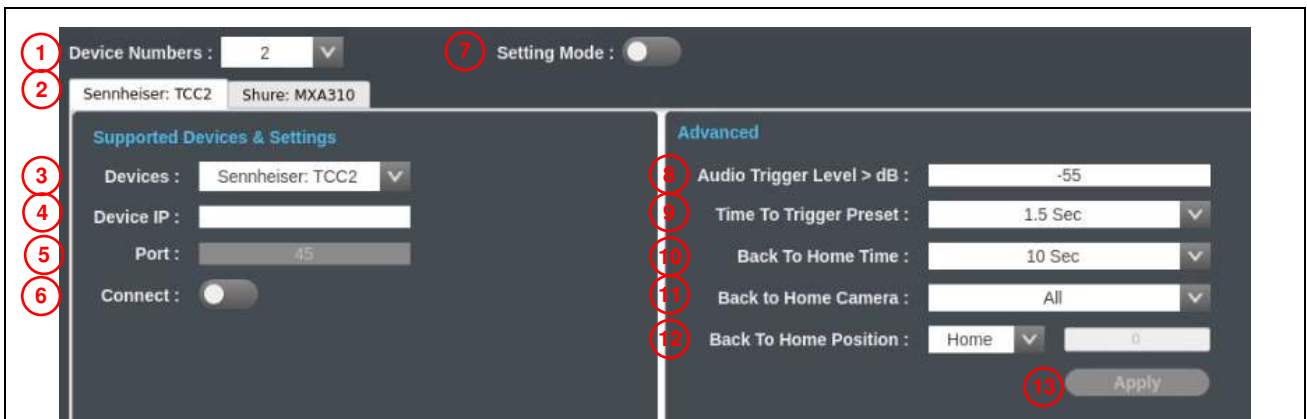 1 Device Numbers : 2 7 Setting Mode :
2 Sennheiser: TCC2 Shure: MXA310
Supported Devices & Settings
3 Devices : Sennheiser: TCC2
4 Device IP :
5 Port : 45
6 Connect :
Advanced
8 Audio Trigger Level > dB : -55
9 Time To Trigger Preset : 1.5 Sec
10 Back To Home Time : 10 Sec
11 Back to Home Camera : All
12 Back To Home Position : Home 0
13 Apply